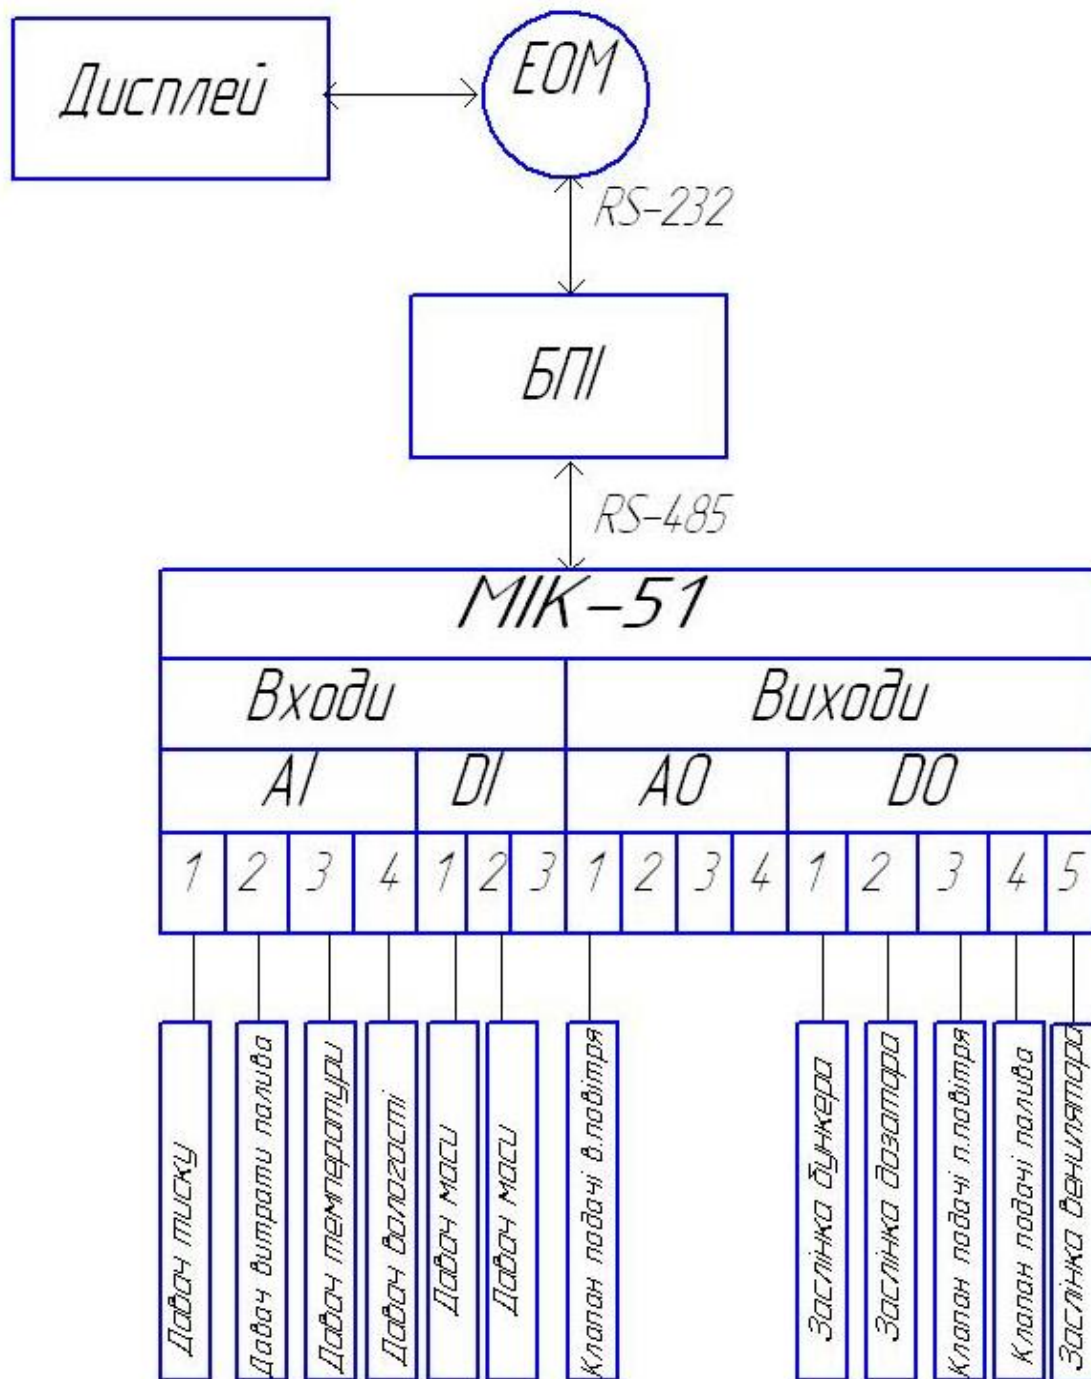 Дисплей
ЕОМ
RS-232
БПІ
RS-485
МІК-51
Входи
Виходи
АІ
DI
АО
DO
1 2 3 4 1 2 3 1 2 3 4 1 2 3 4 5
Давач тиску
Давач витрати палива
Давач температури
Давач вологості
Давач маси
Давач маси
Клапан подачі в.повітря
Заслінка бункера
Заслінка дозатора
Клапан подачі п.повітря
Клапан подачі палива
Заслінка венилятора